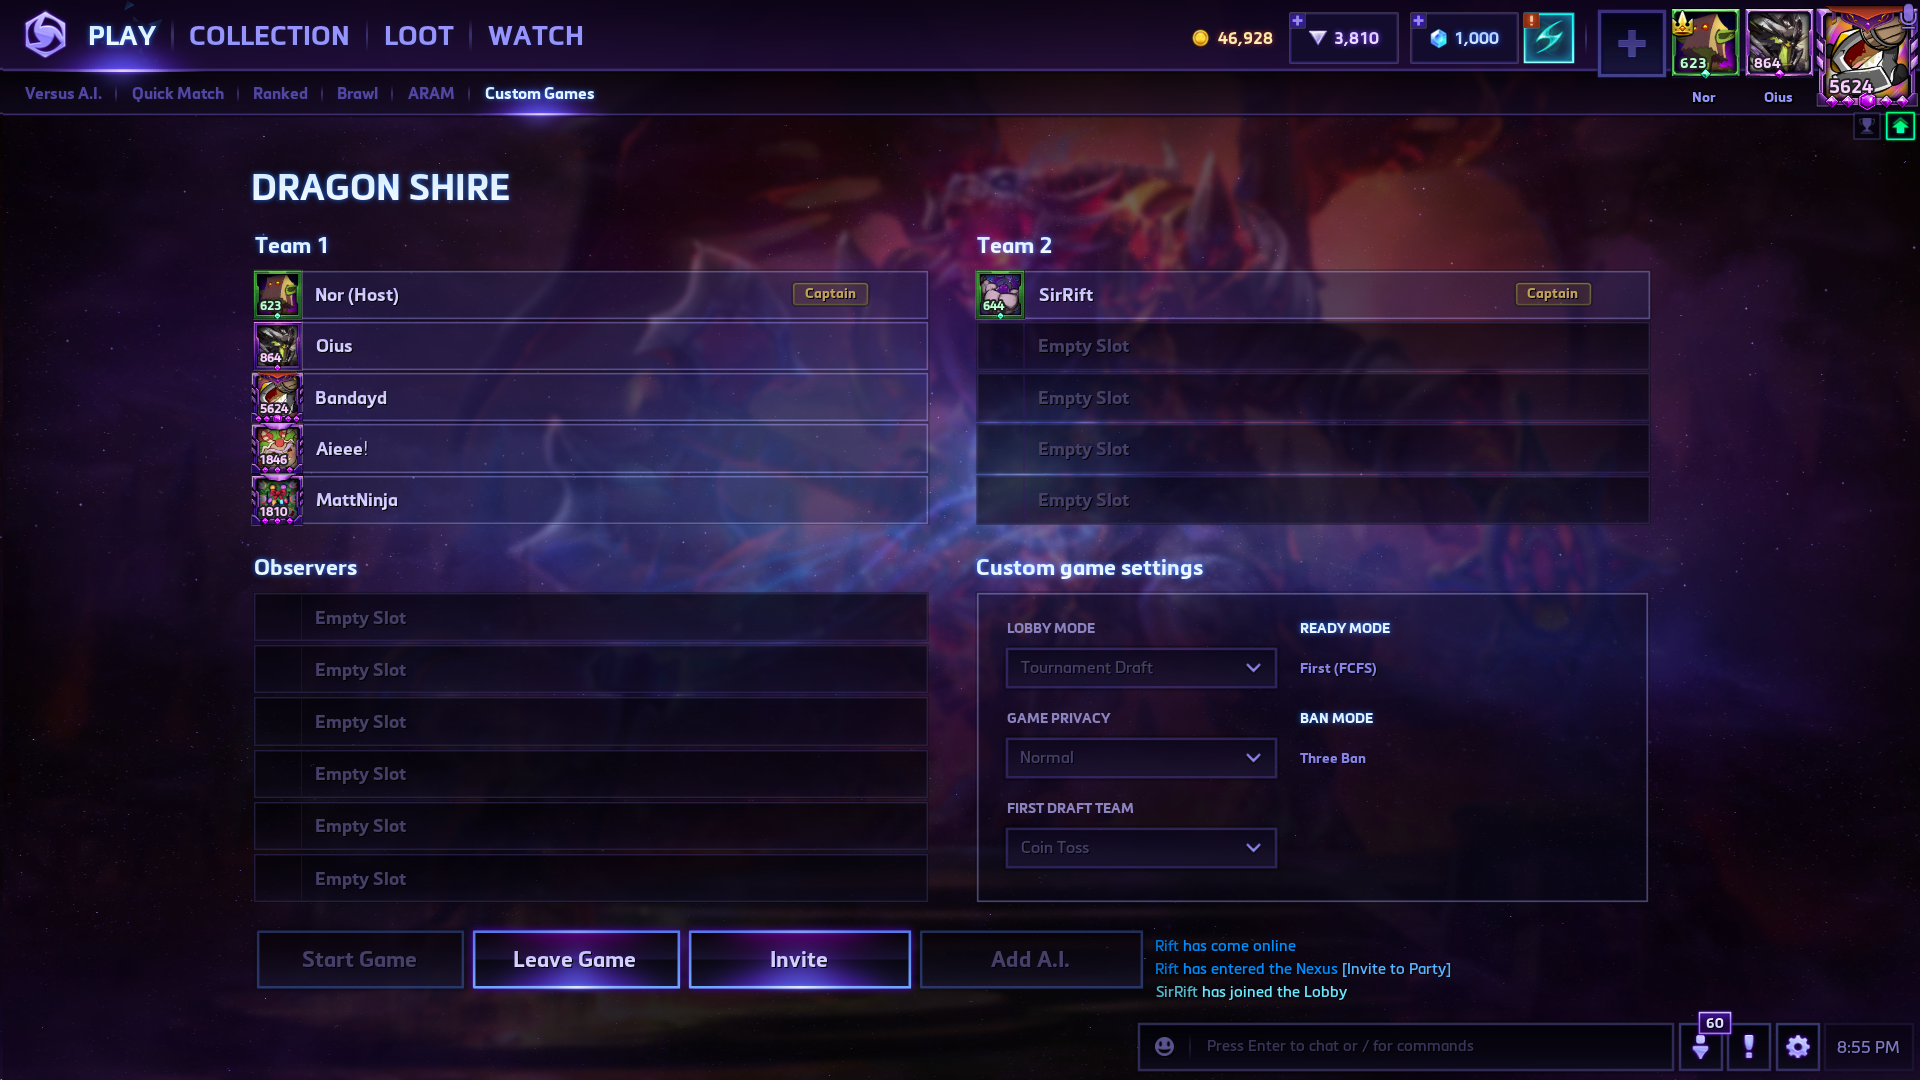 PLAY COLLECTION LOOT WATCH
46,928 3,810 1,000
623 864 5624
Nor Oius
Versus A.I. Quick Match Ranked Brawl ARAM Custom Games
DRAGON SHIRE
Team 1
623 Nor (Host) Captain
864 Oius
5624 Bandayd
1846 Aieee!
1810 MattNinja
Team 2
644 SirRift Captain
Empty Slot
Empty Slot
Empty Slot
Empty Slot
Observers
Empty Slot
Empty Slot
Empty Slot
Empty Slot
Empty Slot
Empty Slot
Custom game settings
LOBBY MODE READY MODE
Tournament Draft First (FCFS)
GAME PRIVACY BAN MODE
Normal Three Ban
FIRST DRAFT TEAM
Coin Toss
Start Game Leave Game Invite Add A.I.
Rift has come online
Rift has entered the Nexus [Invite to Party]
SirRift has joined the Lobby
Press Enter to chat or / for commands
60
8:55 PM